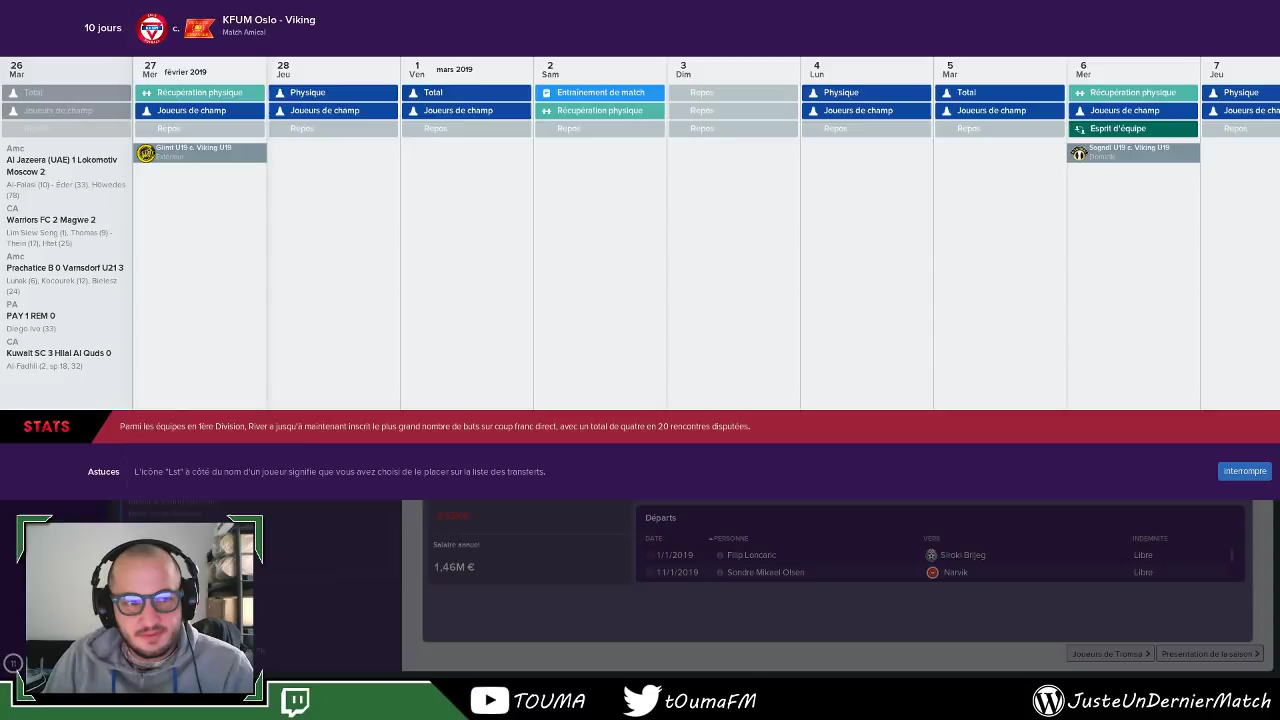 10 jours
c.
KFUM Oslo - Viking
Match Amical
26
Mar
27
Mer
février 2019
28
Jeu
1
Ven
mars 2019
2
Sam
3
Dim
4
Lun
5
Mar
6
Mer
7
Jeu
Total
Récupération physique
Physique
Total
Entraînement de match
Repos
Physique
Total
Récupération physique
Physique
Joueurs de champ
Joueurs de champ
Joueurs de champ
Joueurs de champ
Récupération physique
Repos
Joueurs de champ
Joueurs de champ
Joueurs de champ
Joueurs de cha
Repos
Repos
Repos
Repos
Repos
Repos
Repos
Repos
Esprit d'équipe
Repos
Glimt U19 c. Viking U19
Extérieur
Sogndl U19 c. Viking U19
Domicile
Amc
Al Jazeera (UAE) 1 Lokomotiv
Moscow 2
Al-Falasi (10) - Éder (33), Höwedes
(78)
CA
Warriors FC 2 Magwe 2
Lim Siew Seng (1), Thomas (9) -
Thein (17), Htet (25)
Amc
Prachatice B 0 Varnsdorf U21 3
Lunak (6), Kocourek (12), Bielesz
(24)
PA
PAY 1 REM 0
Diego Ivo (33)
CA
Kuwait SC 3 Hilal Al Quds 0
Al-Fadhli (2, sp 18, 32)
STATS
Parmi les équipes en 1ère Division, River a jusqu'à maintenant inscrit le plus grand nombre de buts sur coup franc direct, avec un total de quatre en 20 rencontres disputées.
Astuces
L'icône "Lst" à côté du nom d'un joueur signifie que vous avez choisi de le placer sur la liste des transferts.
Interrompre
Salaire annuel
1,46M €
Départs
DATE
PERSONNE
VERS
INDEMNITÉ
1/1/2019
Filip Loncaric
Siroki Brijeg
Libre
11/1/2019
Sondre Mikael Olsen
Narvik
Libre
Joueurs de Tromsø
Présentation de la saison
11
TOUMA
tOumaFM
JusteUnDernierMatch